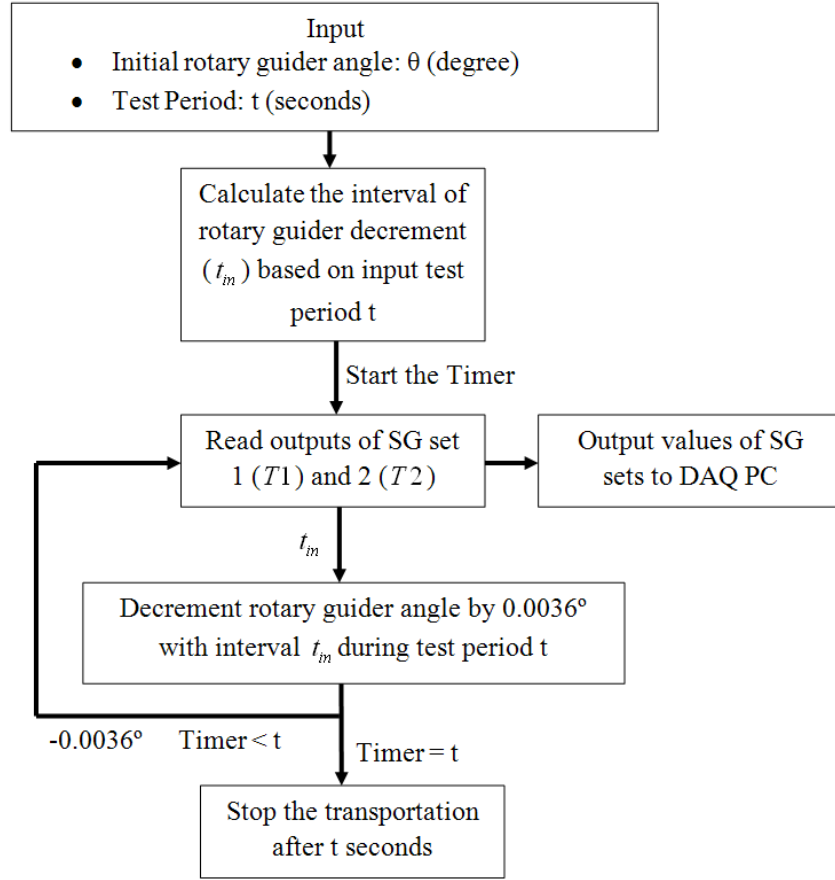 Input
• Initial rotary guider angle: θ (degree)
• Test Period: t (seconds)
Calculate the interval of
rotary guider decrement
(t_in) based on input test
period t
Start the Timer
Read outputs of SG set
1 (T1) and 2 (T2)
Output values of SG
sets to DAQ PC
t_in
Decrement rotary guider angle by 0.0036º
with interval t_in during test period t
-0.0036º Timer < t
Timer = t
Stop the transportation
after t seconds